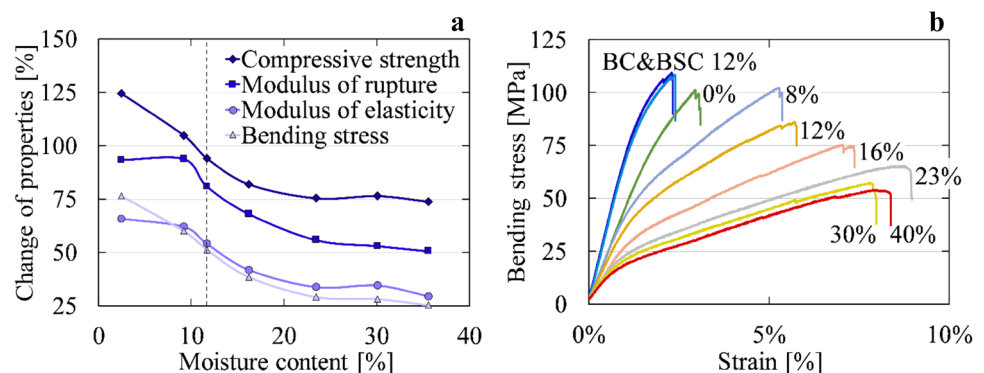 a
150
125
100
75
50
25
Change of properties [%]
Compressive strength
Modulus of rupture
Modulus of elasticity
Bending stress
0
10
20
30
40
Moisture content [%]
b
125
100
75
50
25
0
Bending stress [MPa]
BC&BSC 12%
0%
8%
12%
16%
23%
30%
40%
0%
5%
10%
Strain [%]